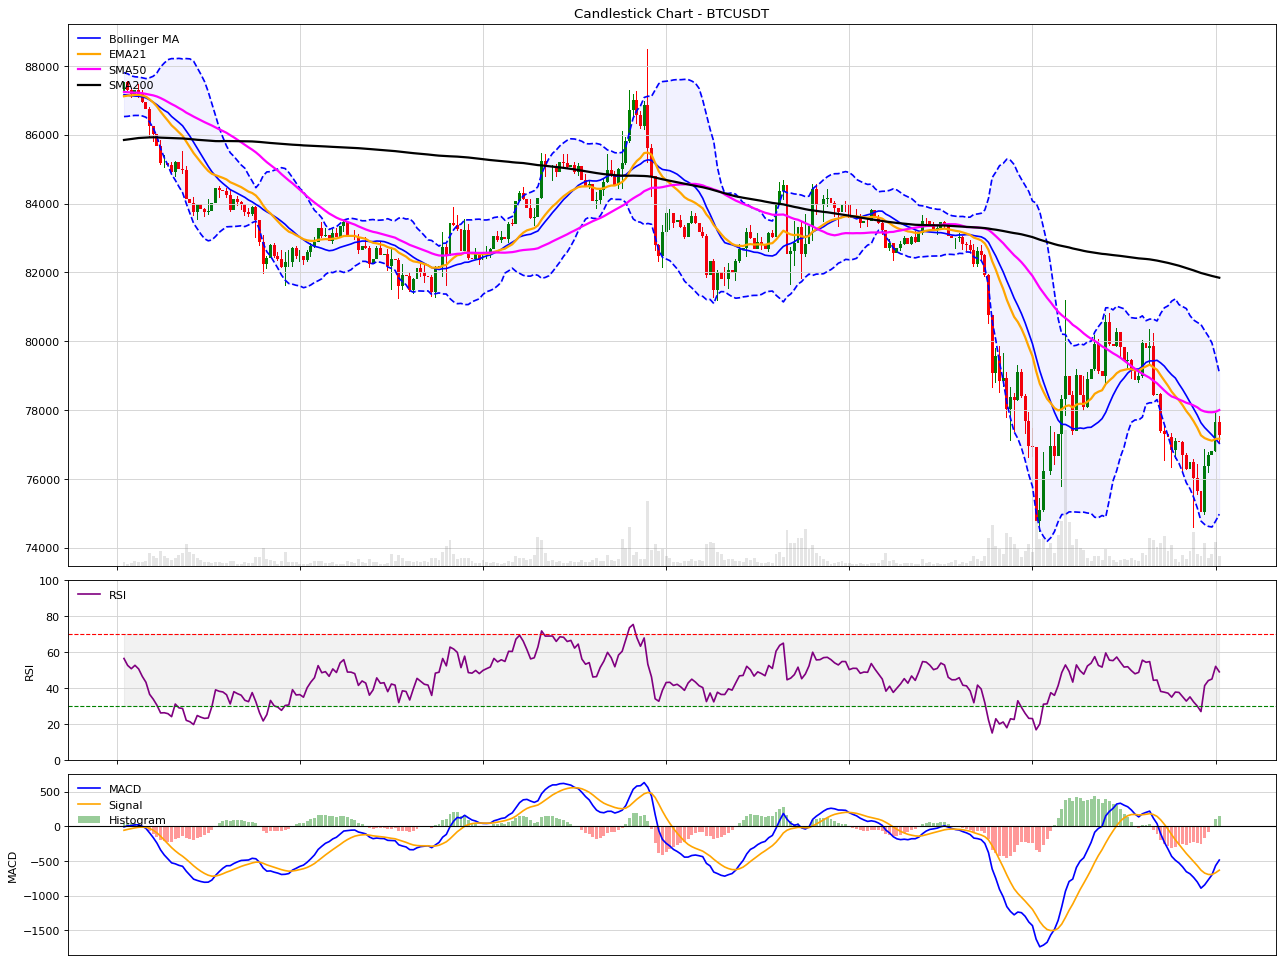 Candlestick Chart - BTCUSDT
Bollinger MA
EMA21
SMA50
SMA200
88000
86000
84000
82000
80000
78000
76000
74000
RSI
100
80
60
40
20
0
RSI
MACD
Signal
Histogram
500
0
−500
−1000
−1500
MACD